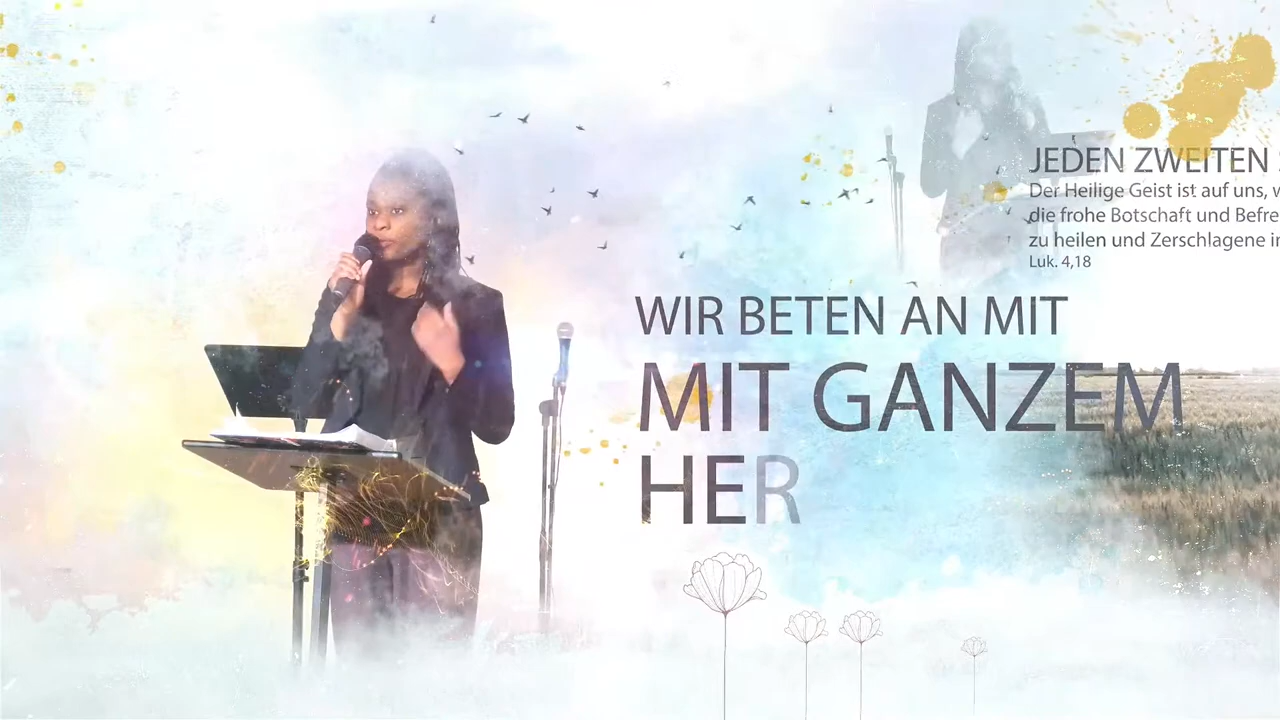 JEDEN ZWEITEN
Der Heilige Geist ist auf uns,
die frohe Botschaft und Befre
zu heilen und Zerschlagene
Luk. 4,18
WIR BETEN AN MIT
MIT GANZEM
HER